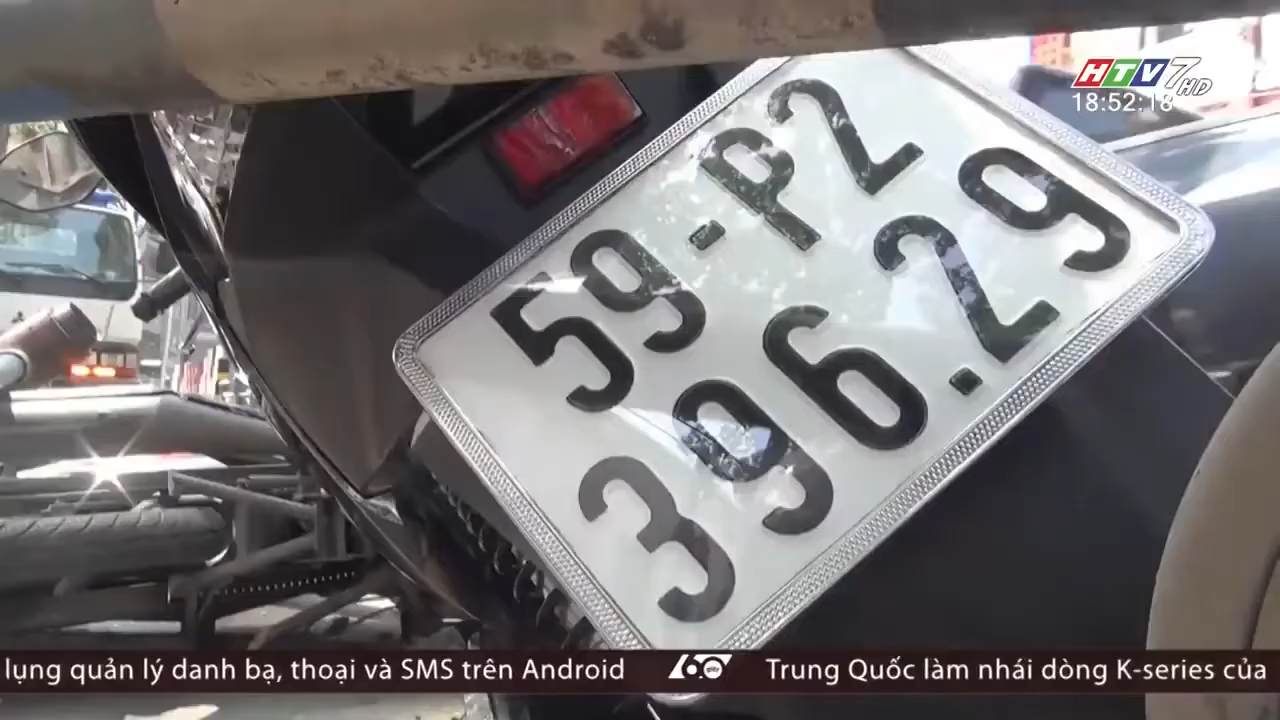 HTV7 HD
18:52:18
59-P2
396.29
lụng quản lý danh bạ, thoại và SMS trên Android
60 giây
Trung Quốc làm nhái dòng K-series của